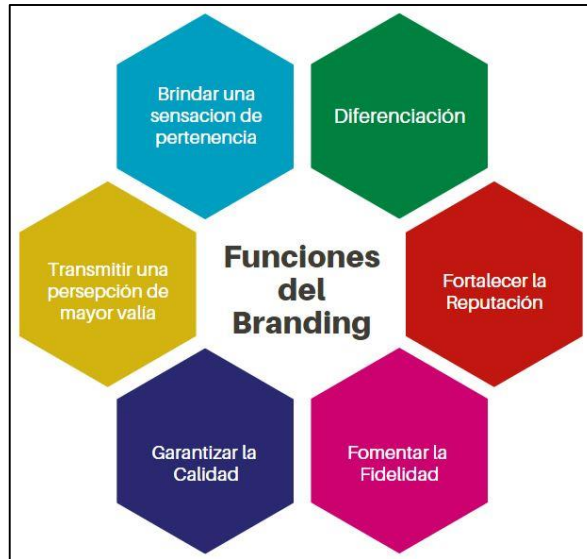 Brindar una
sensacion de
pertenencia
Diferenciación
Transmitir una
persepción de
mayor valía
Funciones
del
Branding
Fortalecer la
Reputación
Garantizar la
Calidad
Fomentar la
Fidelidad